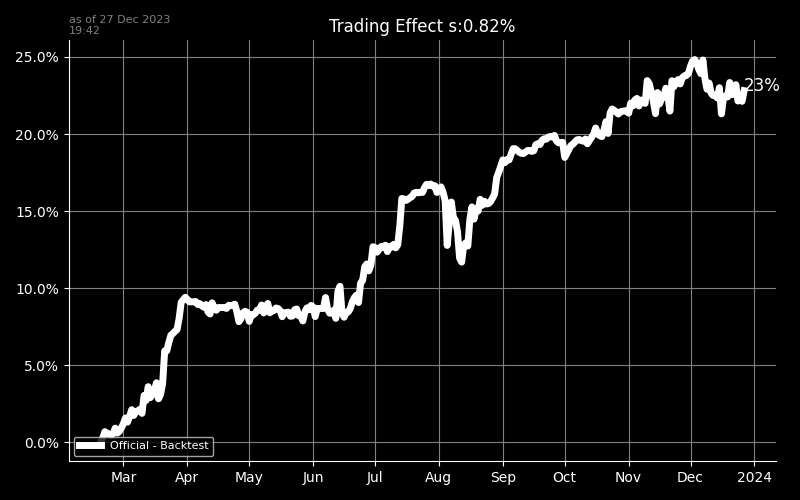 as of 27 Dec 2023
19:42
Trading Effect s:0.82%
25.0%
20.0%
15.0%
10.0%
5.0%
0.0%
23%
Official - Backtest
Mar Apr May Jun Jul Aug Sep Oct Nov Dec 2024